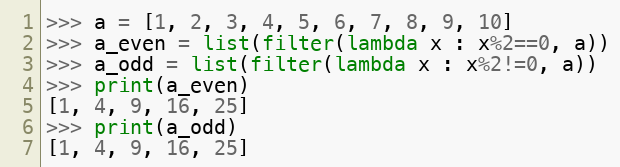 1 >>> a = [1, 2, 3, 4, 5, 6, 7, 8, 9, 10]
2 >>> a_even = list(filter(lambda x : x%2==0, a))
3 >>> a_odd = list(filter(lambda x : x%2!=0, a))
4 >>> print(a_even)
5 [1, 4, 9, 16, 25]
6 >>> print(a_odd)
7 [1, 4, 9, 16, 25]